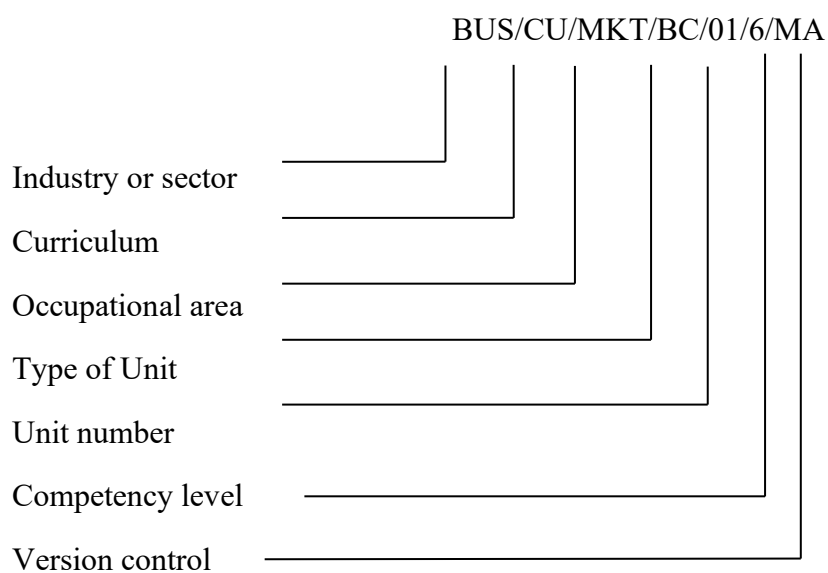 BUS/CU/MKT/BC/01/6/MA
Industry or sector
Curriculum
Occupational area
Type of Unit
Unit number
Competency level
Version control